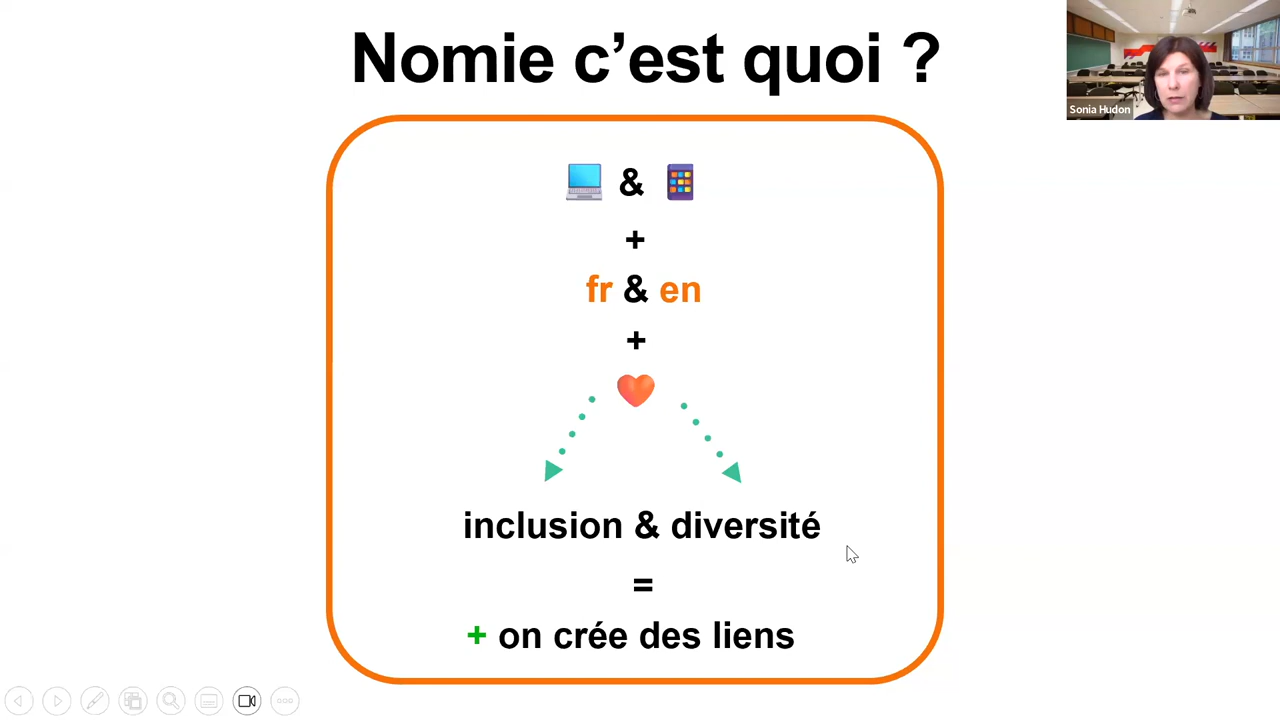 Nomie c’est quoi ?
Sonia Hudon
&
+
fr & en
+
inclusion & diversité
=
+ on crée des liens